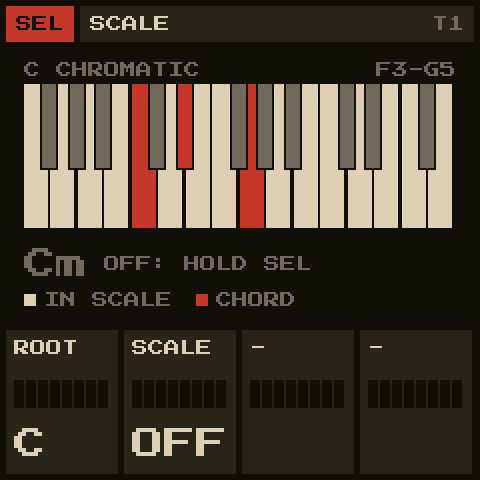 SEL SCALE T1
C CHROMATIC F3-G5
Cm OFF: HOLD SEL
IN SCALE CHORD
ROOT SCALE - -
C OFF